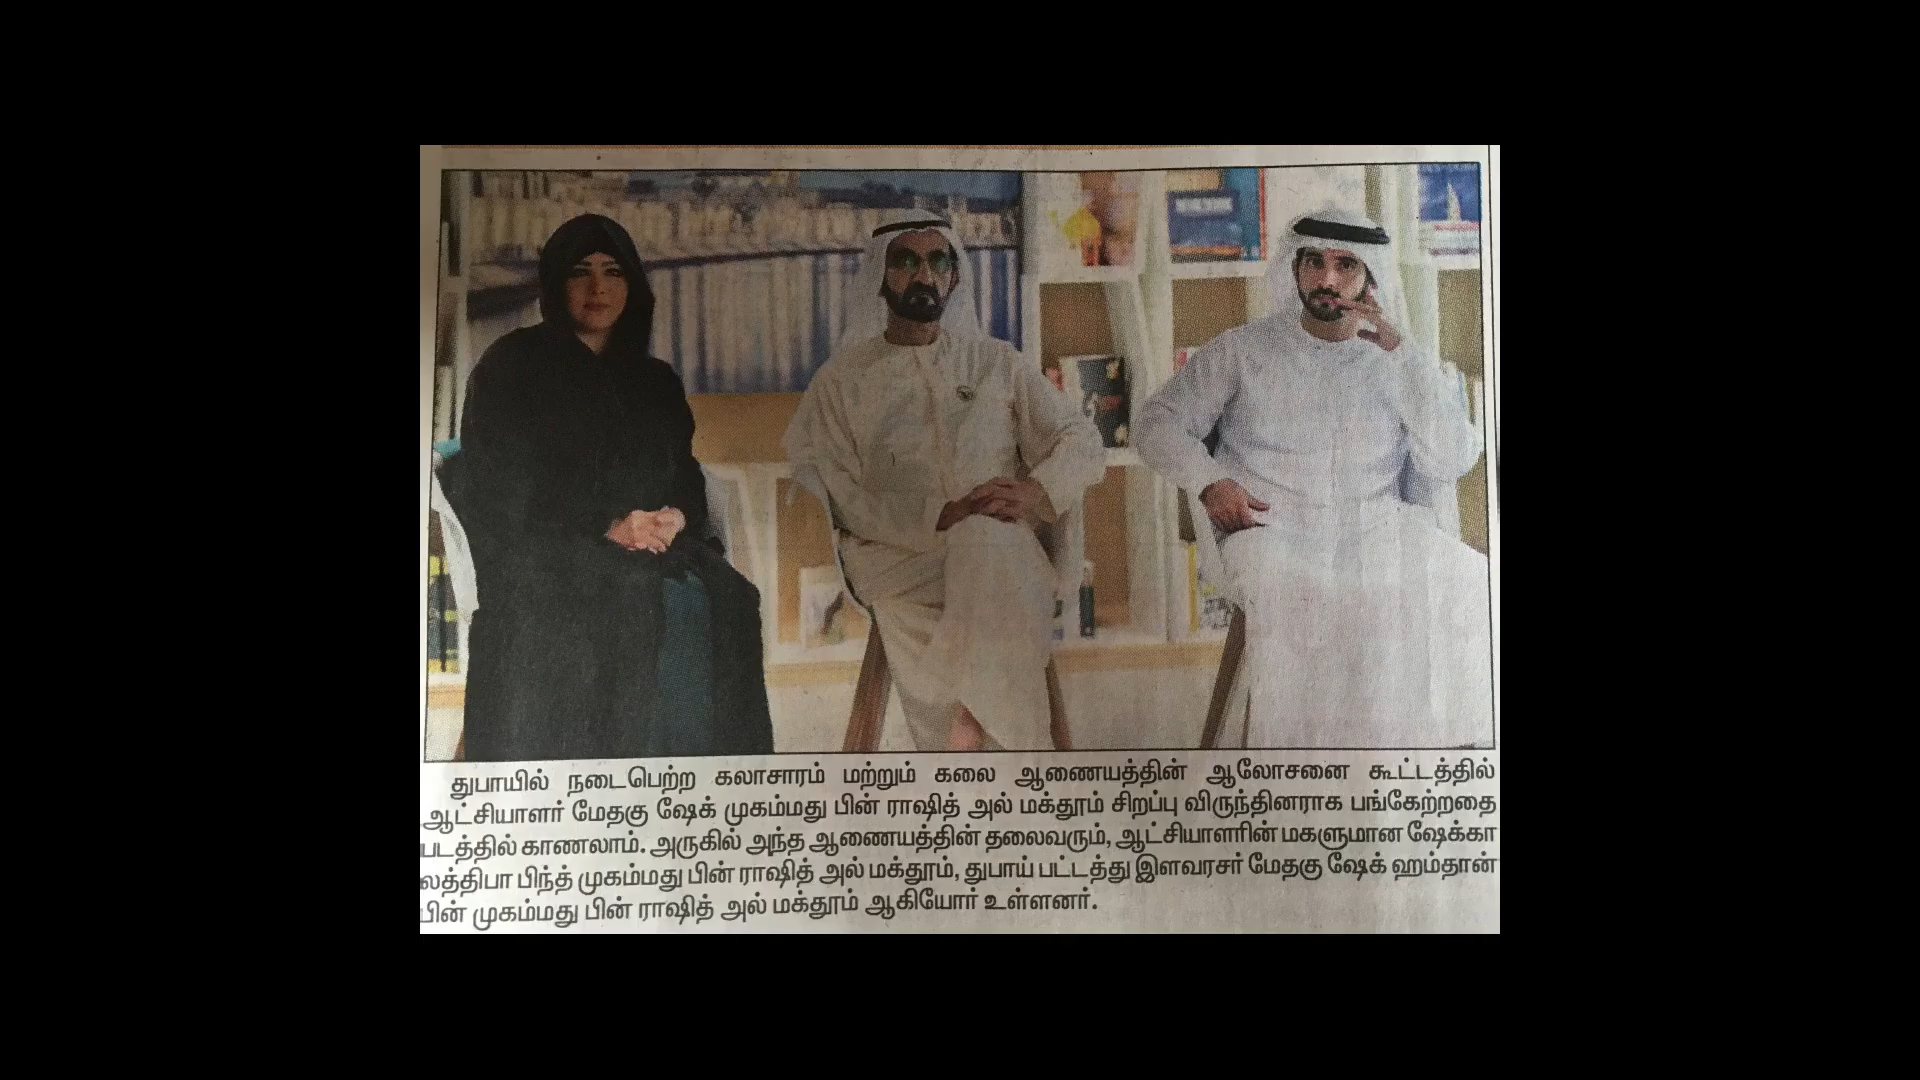 துபாயில் நடைபெற்ற கலாசாரம் மற்றும் கலை ஆணையத்தின் ஆலோசனை கூட்டத்தில்
ஆட்சியாளர் மேதகு ஷேக் முகம்மது பின் ராஷித் அல் மக்தூம் சிறப்பு விருந்தினராக பங்கேற்றதை
படத்தில் காணலாம். அருகில் அந்த ஆணையத்தின் தலைவரும், ஆட்சியாளரின் மகளுமான ஷேக்கா
லத்திபா பிந்த் முகம்மது பின் ராஷித் அல் மக்தூம், துபாய் பட்டத்து இளவரசர் மேதகு ஷேக் ஹம்தான்
பின் முகம்மது பின் ராஷித் அல் மக்தூம் ஆகியோர் உள்ளனர்.